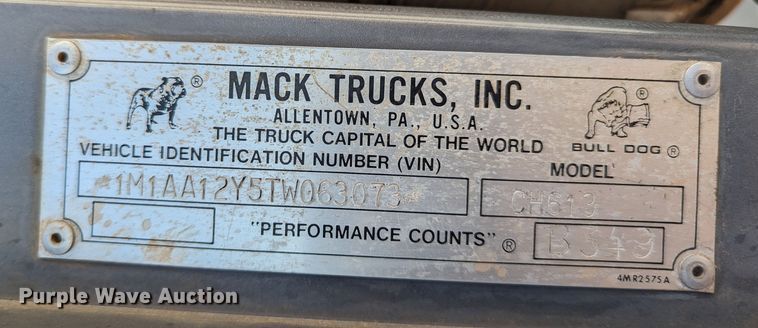 MACK TRUCKS, INC.
ALLENTOWN, PA., U.S.A.
THE TRUCK CAPITAL OF THE WORLD
BULL DOG ®
VEHICLE IDENTIFICATION NUMBER (VIN)
MODEL
*1M1AA12Y5TW063073*
CH613
"PERFORMANCE COUNTS" ®
4MR2575A
Purple Wave Auction